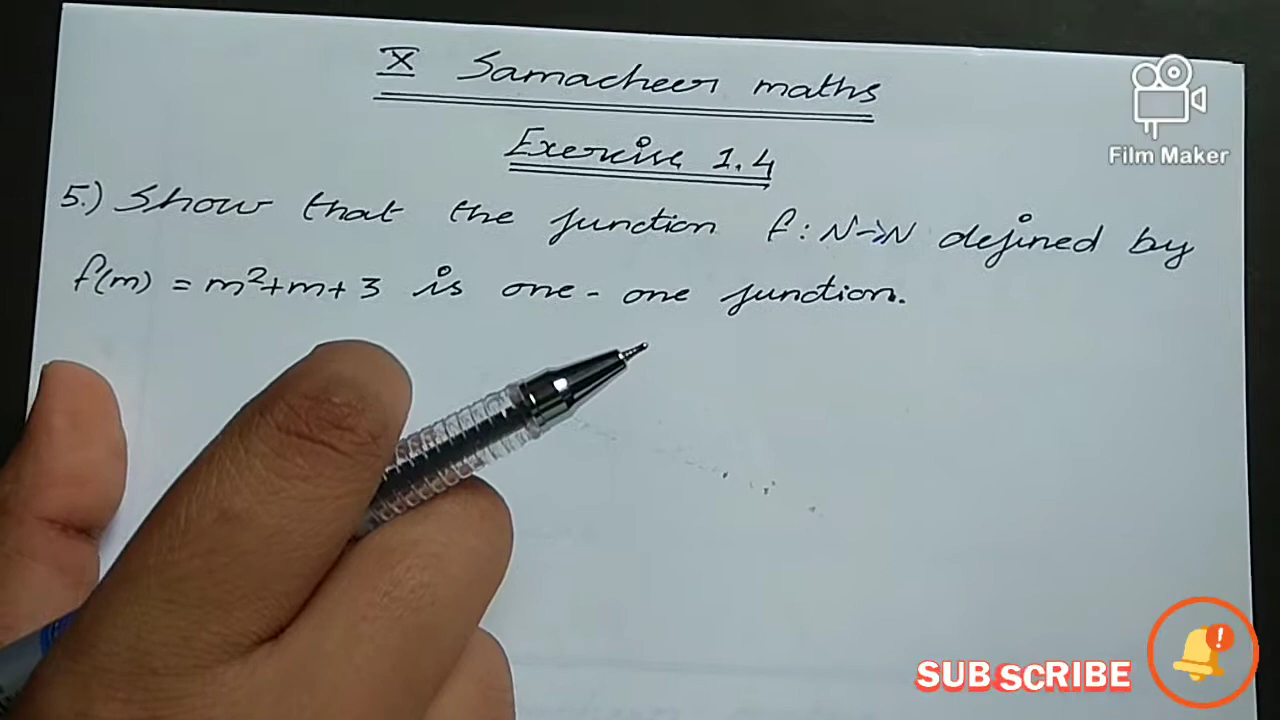 X Samacheer maths
Exercise 1.4
5.) Show that the function f : N→N defined by
f(m) = m²+m+3 is one-one function.
Film Maker
SUBSCRIBE